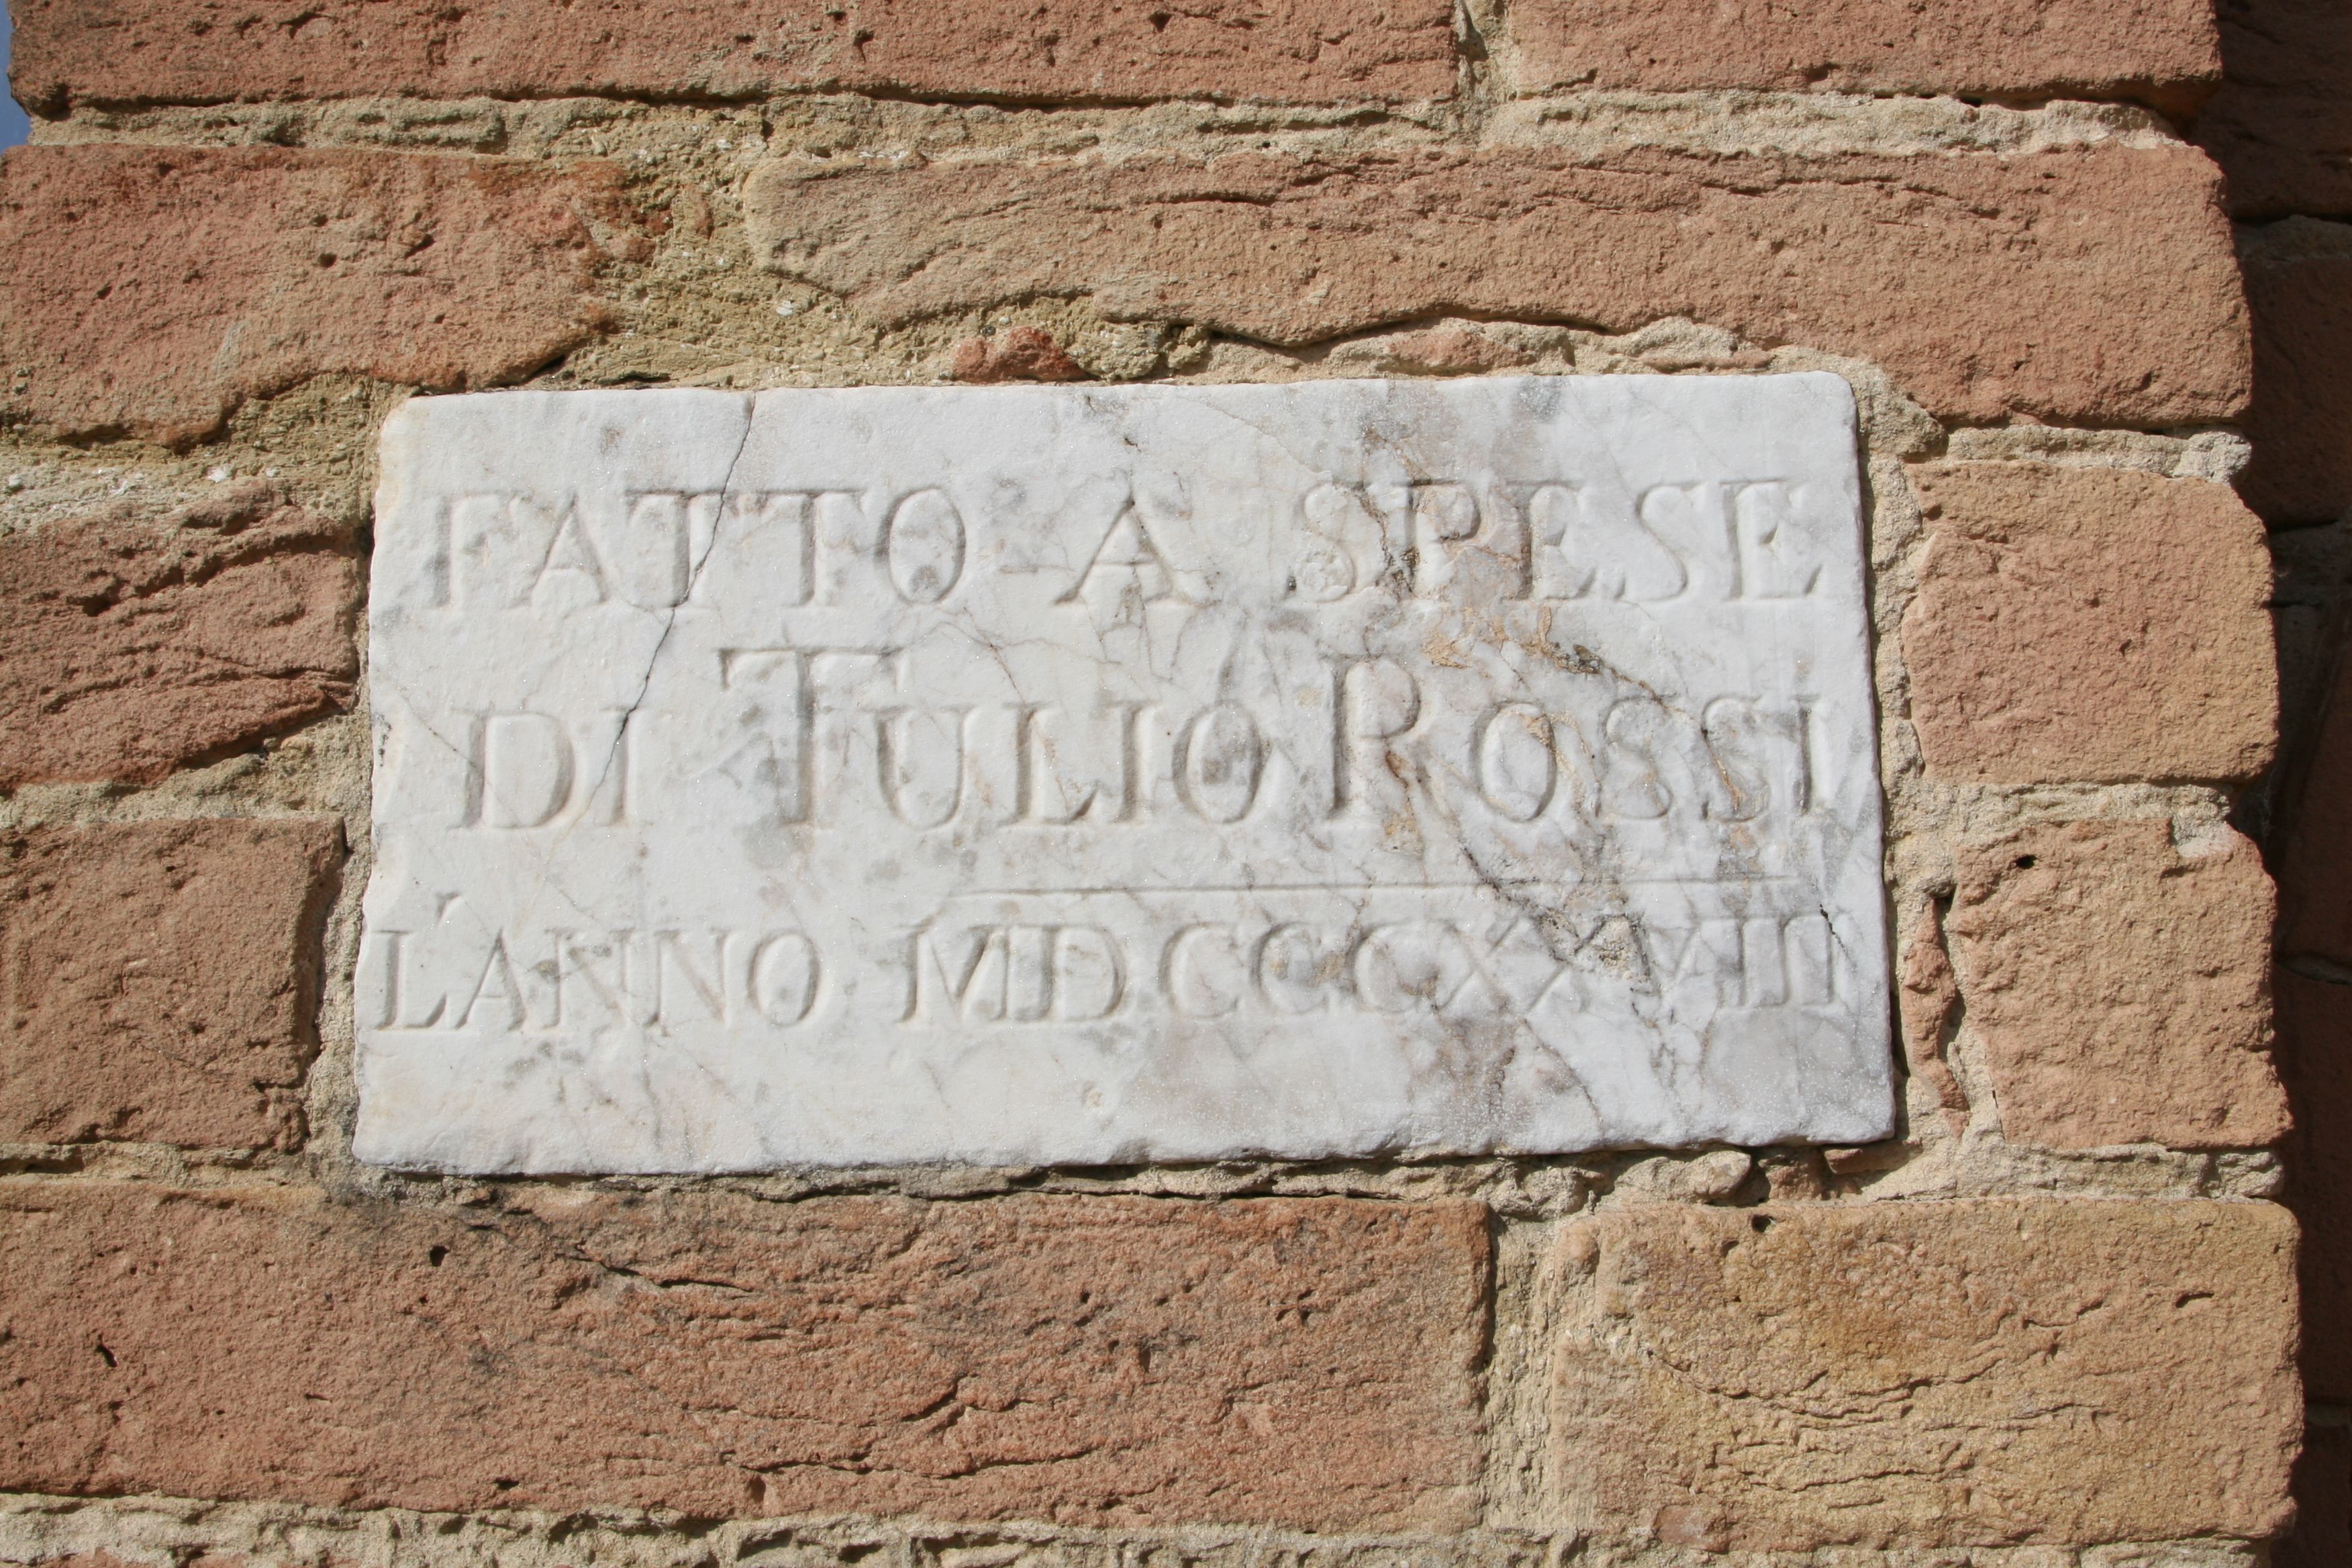 FATTO A SPESE
DI TULIO ROSSI
L'ANNO MDCCCXXVIII